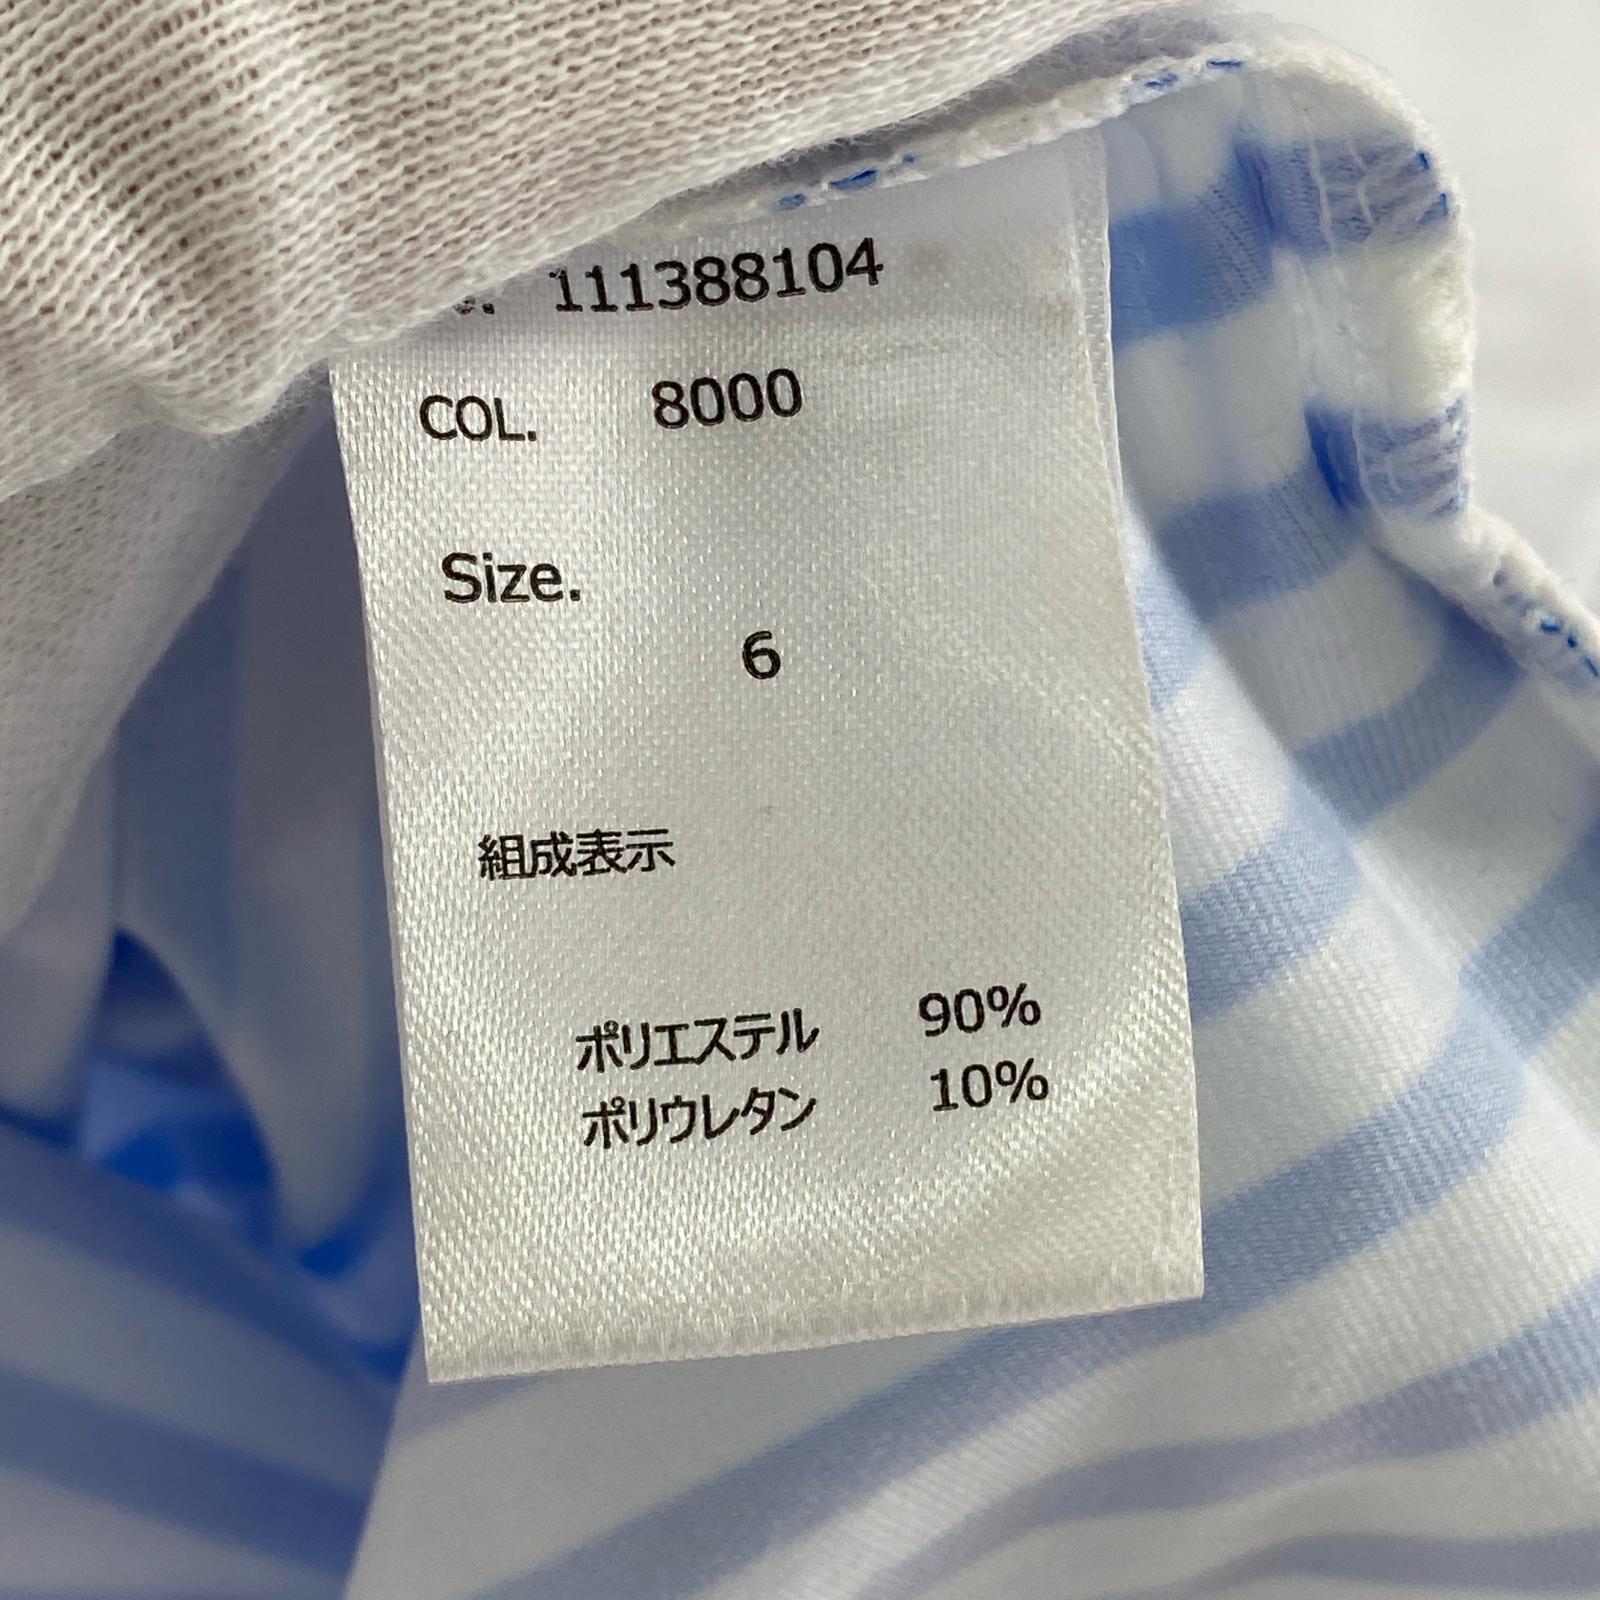 111388104
COL. 8000
Size.
6
組成表示
ポリエステル 90%
ポリウレタン 10%